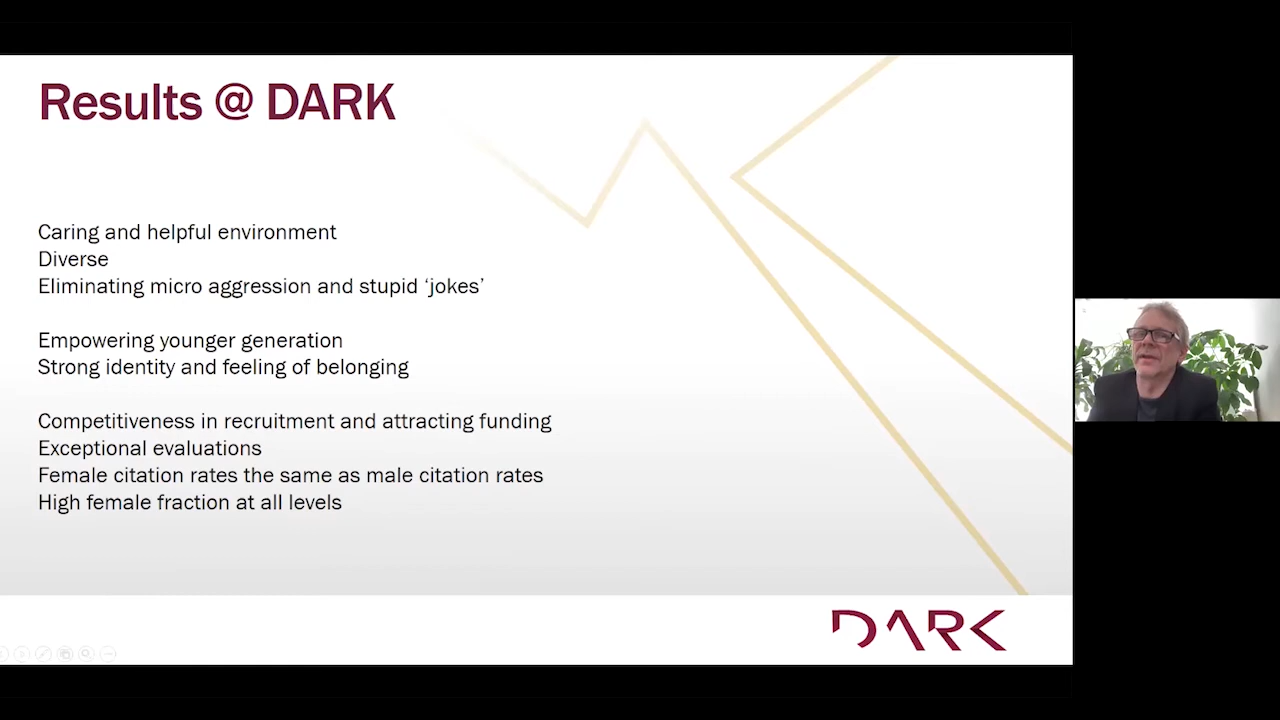 Results @ DARK
Caring and helpful environment
Diverse
Eliminating micro aggression and stupid ‘jokes’
Empowering younger generation
Strong identity and feeling of belonging
Competitiveness in recruitment and attracting funding
Exceptional evaluations
Female citation rates the same as male citation rates
High female fraction at all levels
DARK